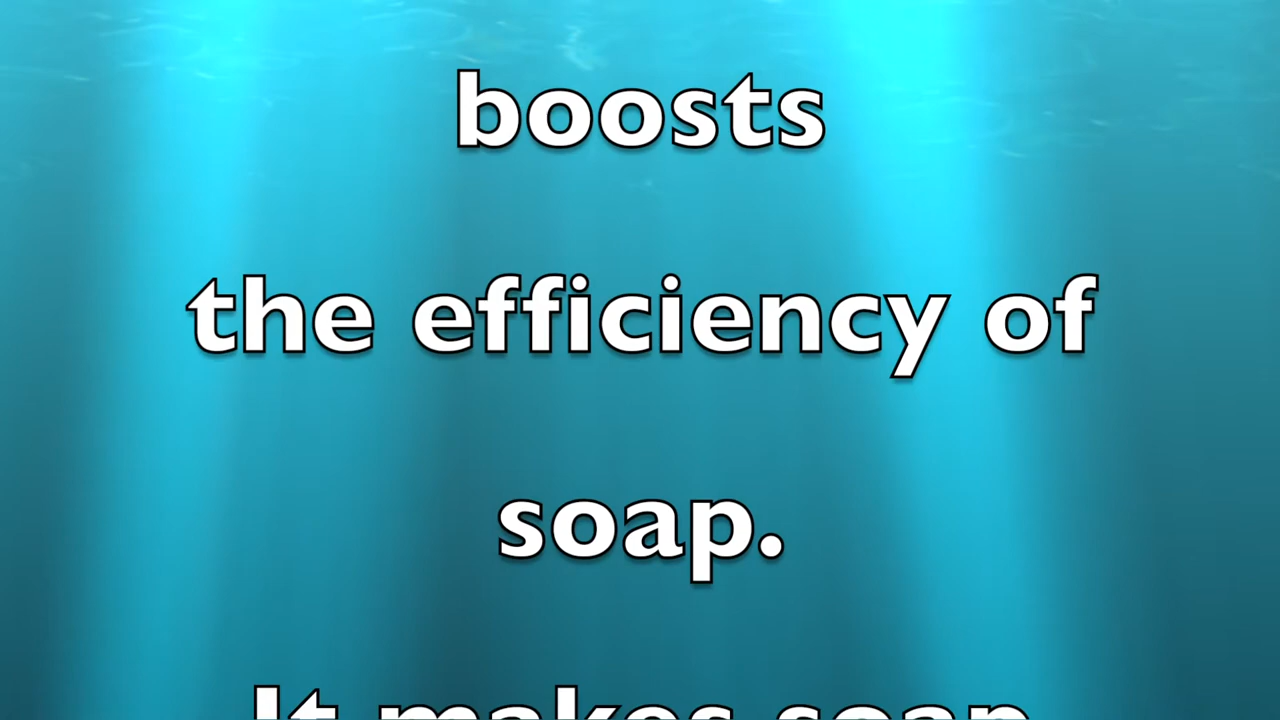 boosts
the efficiency of
soap.
It makes soap